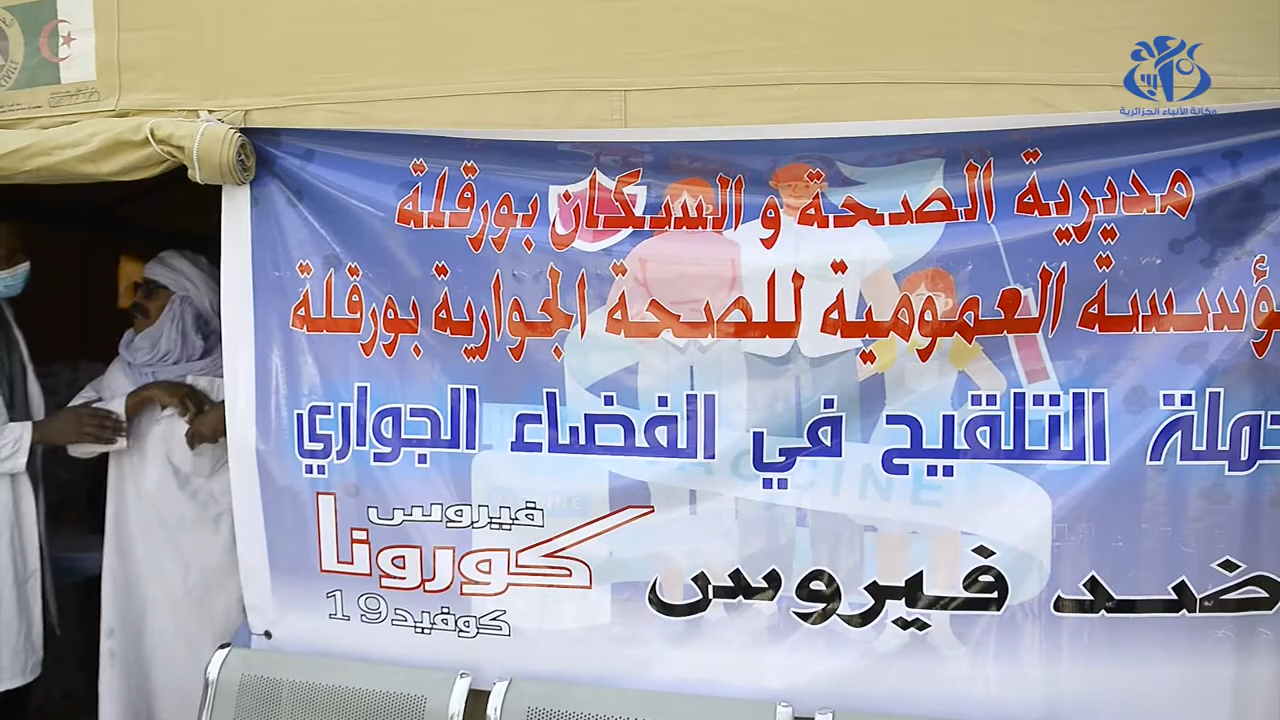 وكالة الأنباء الجزائرية
مديرية الصحة و السكان بورقلة
ؤسسة العمومية للصحة الجوارية بورقلة
حملة التلقيح في الفضاء الجواري
ضد فيروس
فيروس
كورونا
كوفيد19